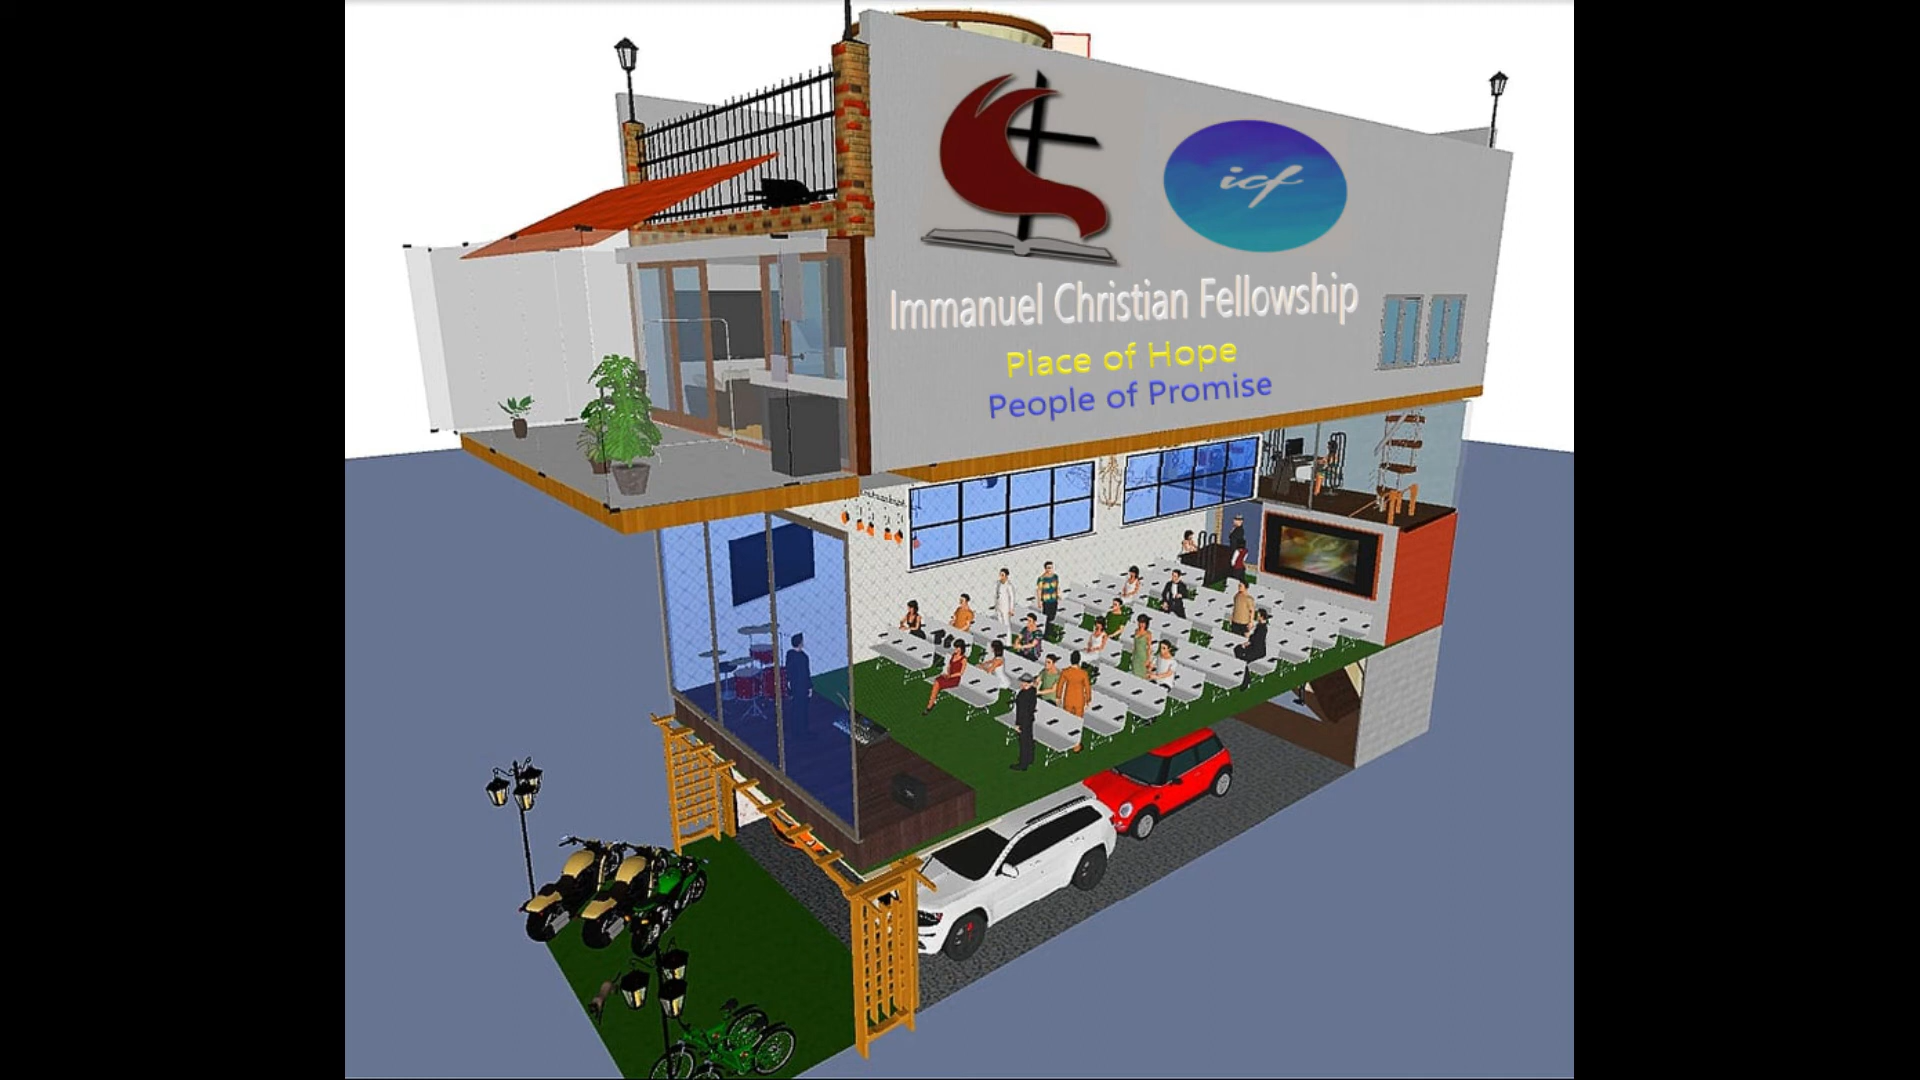 icf
Immanuel Christian Fellowship
Place of Hope
People of Promise